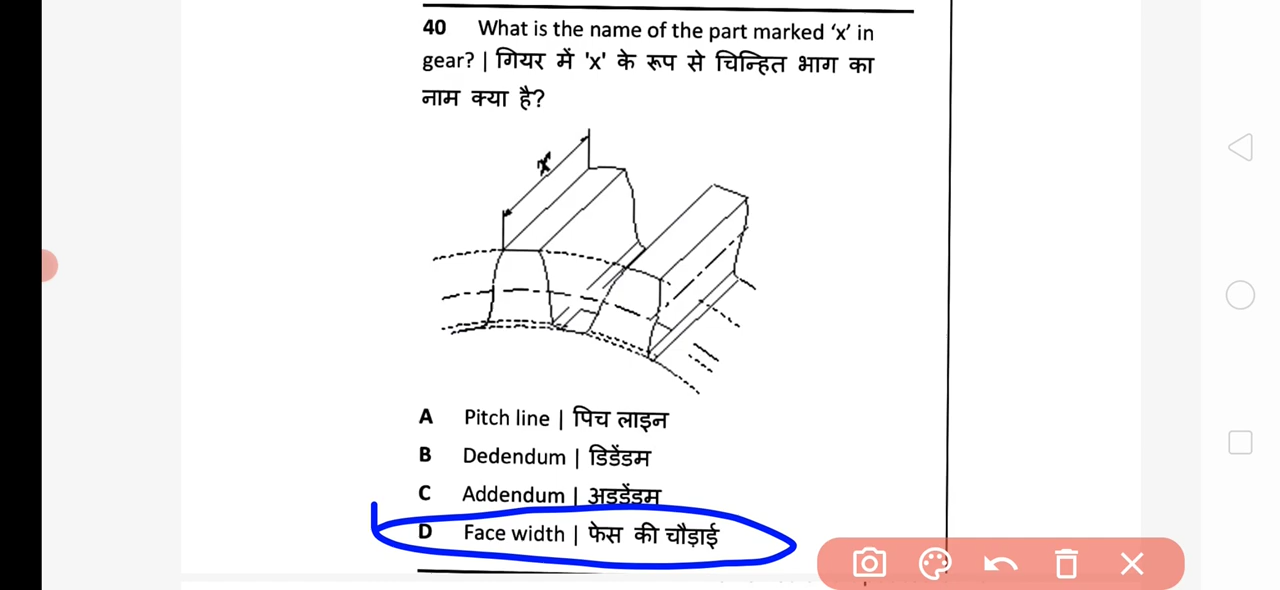 40 What is the name of the part marked ‘x’ in
gear? | गियर में 'x' के रूप से चिन्हित भाग का
नाम क्या है?
x
A Pitch line | पिच लाइन
B Dedendum | डिडेंडम
C Addendum | अडडेंडम
D Face width | फेस की चौड़ाई